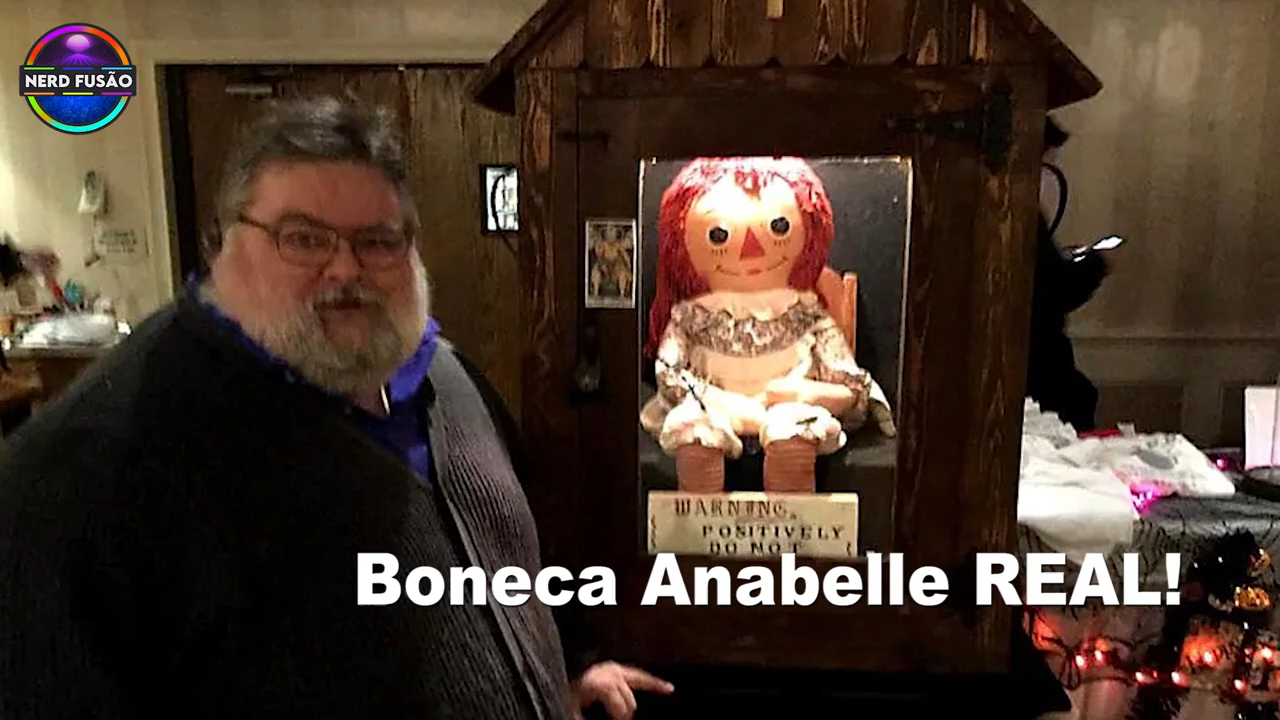 NERD FUSÃO
WARNING,
POSITIVELY
DO NOT
Boneca Anabelle REAL!